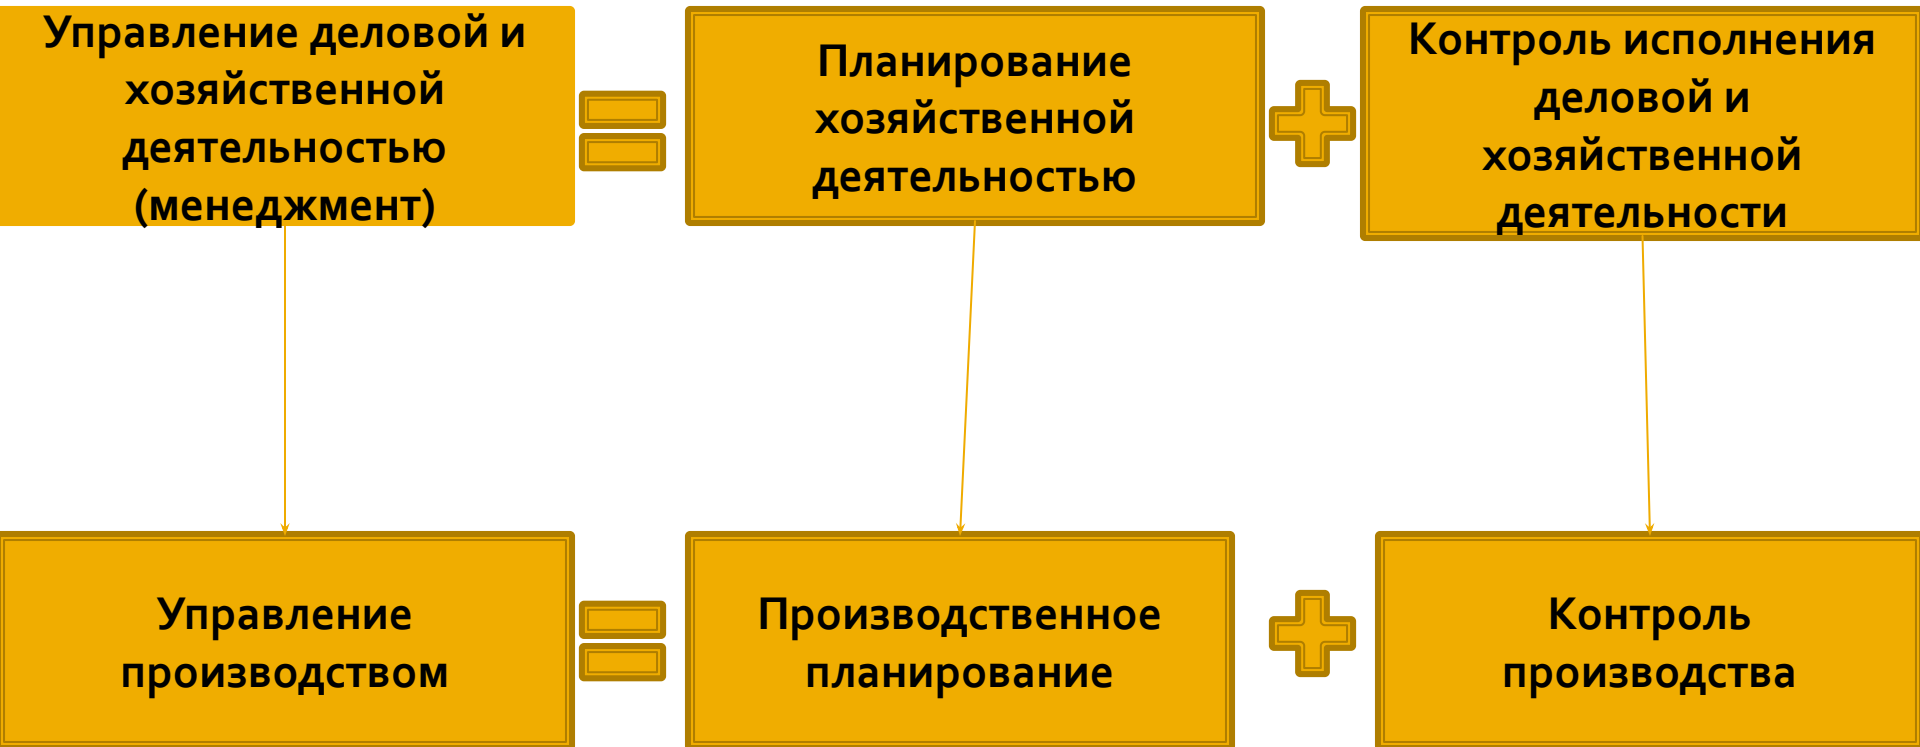 Управление деловой и
хозяйственной
деятельностью
(менеджмент)
Планирование
хозяйственной
деятельностью
Контроль исполнения
деловой и
хозяйственной
деятельности
Управление
производством
Производственное
планирование
Контроль
производства